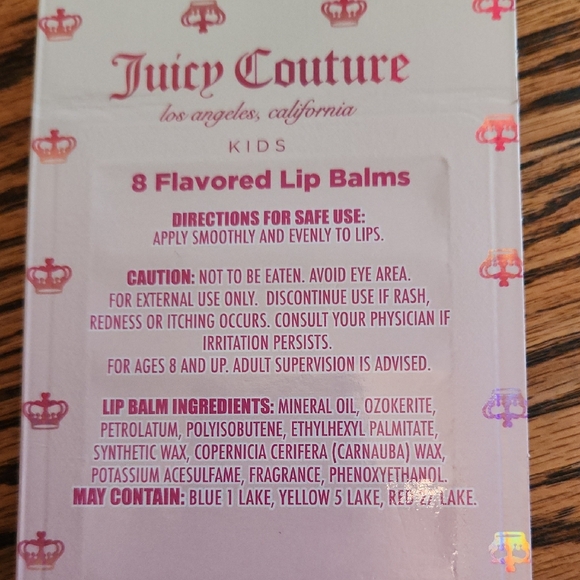 Juicy Couture
los angeles, california
KIDS
8 Flavored Lip Balms
DIRECTIONS FOR SAFE USE:
APPLY SMOOTHLY AND EVENLY TO LIPS.
CAUTION: NOT TO BE EATEN. AVOID EYE AREA.
FOR EXTERNAL USE ONLY. DISCONTINUE USE IF RASH,
REDNESS OR ITCHING OCCURS. CONSULT YOUR PHYSICIAN IF
IRRITATION PERSISTS.
FOR AGES 8 AND UP. ADULT SUPERVISION IS ADVISED.
LIP BALM INGREDIENTS: MINERAL OIL, OZOKERITE,
PETROLATUM, POLYISOBUTENE, ETHYLHEXYL PALMITATE,
SYNTHETIC WAX, COPERNICIA CERIFERA (CARNAUBA) WAX,
POTASSIUM ACESULFAME, FRAGRANCE, PHENOXYETHANOL.
MAY CONTAIN: BLUE 1 LAKE, YELLOW 5 LAKE, RED 27 LAKE.